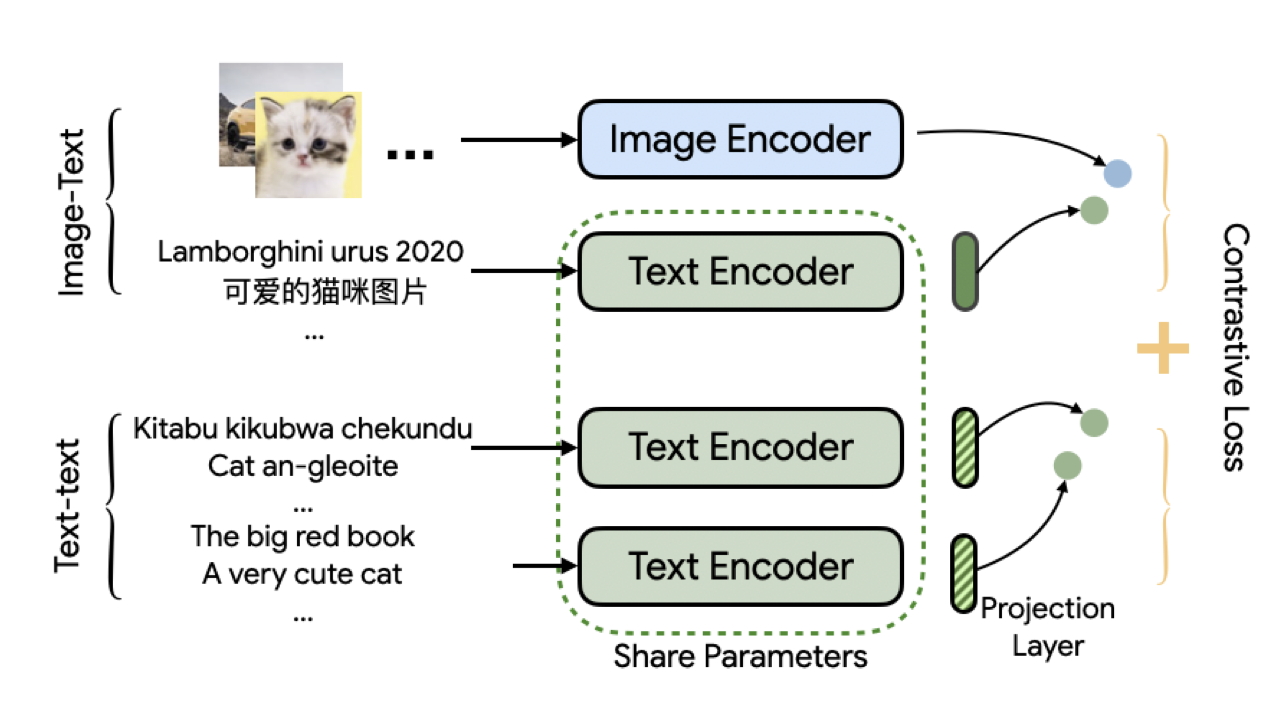 Image-Text
...
Image Encoder
Lamborghini urus 2020
可爱的猫咪图片
...
Text Encoder
Text-text
Kitabu kikubwa chekundu
Cat an-gleoite
...
Text Encoder
The big red book
A very cute cat
...
Text Encoder
Projection
Layer
Share Parameters
+
Contrastive Loss